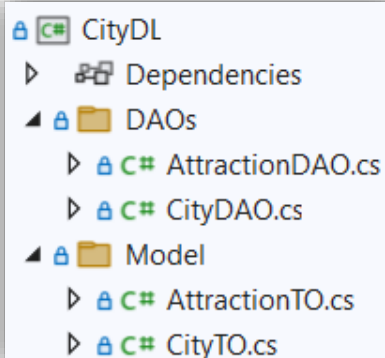 C# CityDL
Dependencies
DAOs
C# AttractionDAO.cs
C# CityDAO.cs
Model
C# AttractionTO.cs
C# CityTO.cs